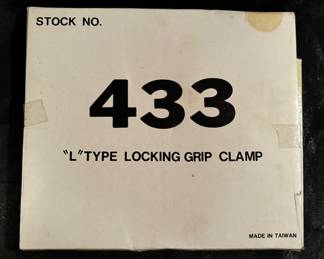 STOCK NO.
433
"L" TYPE LOCKING GRIP CLAMP
MADE IN TAIWAN